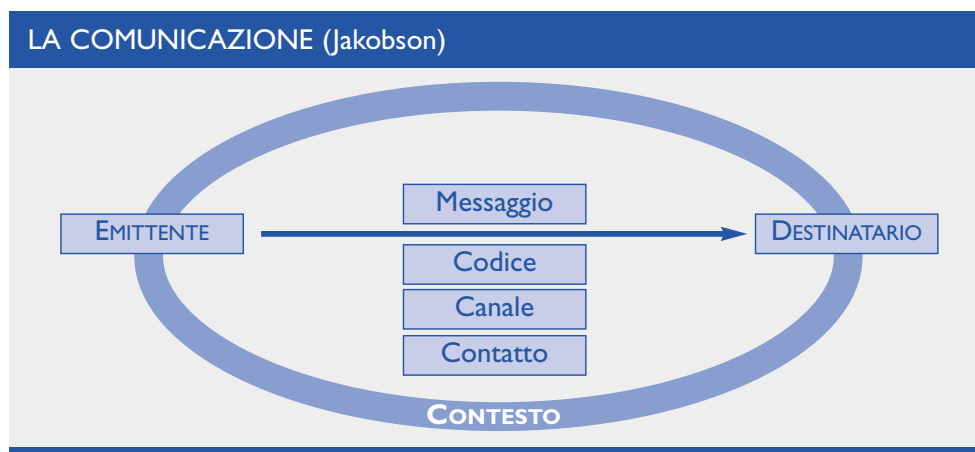 LA COMUNICAZIONE (Jakobson)
Messaggio
EMITTENTE
DESTINATARIO
Codice
Canale
Contatto
CONTESTO